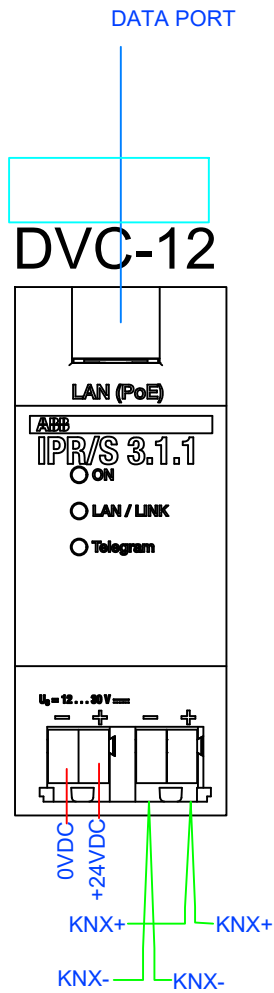 DATA PORT
DVC-12
LAN (PoE)
ABB
IPR/S 3.1.1
ON
LAN / LINK
Telegram
Uₙ = 12 . . . 30 V
– + – +
0VDC
+24VDC
KNX+ KNX+
KNX- KNX-